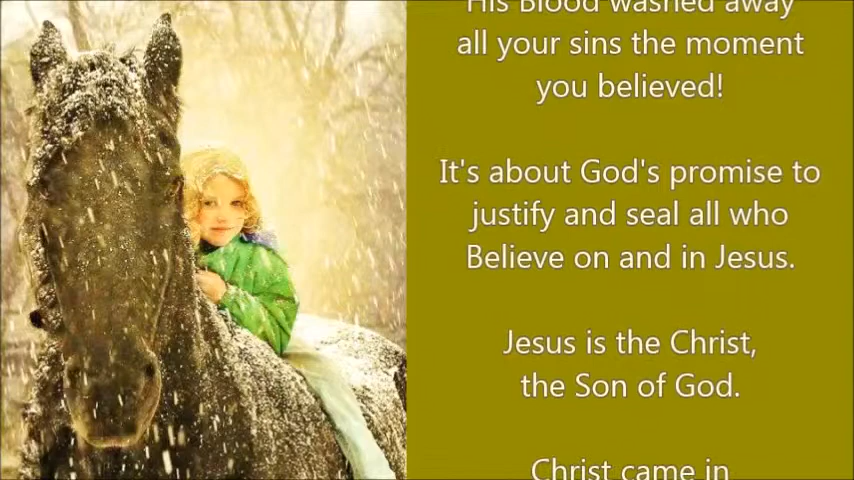 His Blood washed away
all your sins the moment
you believed!
It's about God's promise to
justify and seal all who
Believe on and in Jesus.
Jesus is the Christ,
the Son of God.
Christ came in